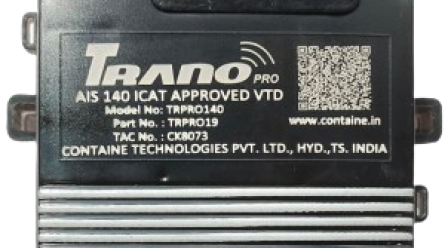 TRANO PRO
AIS 140 ICAT APPROVED VTD
Model No: TRPRO140
Part No. : TRPRO19
TAC No. : CK8073
www.containe.in
CONTAINE TECHNOLOGIES PVT. LTD., HYD.,TS. INDIA